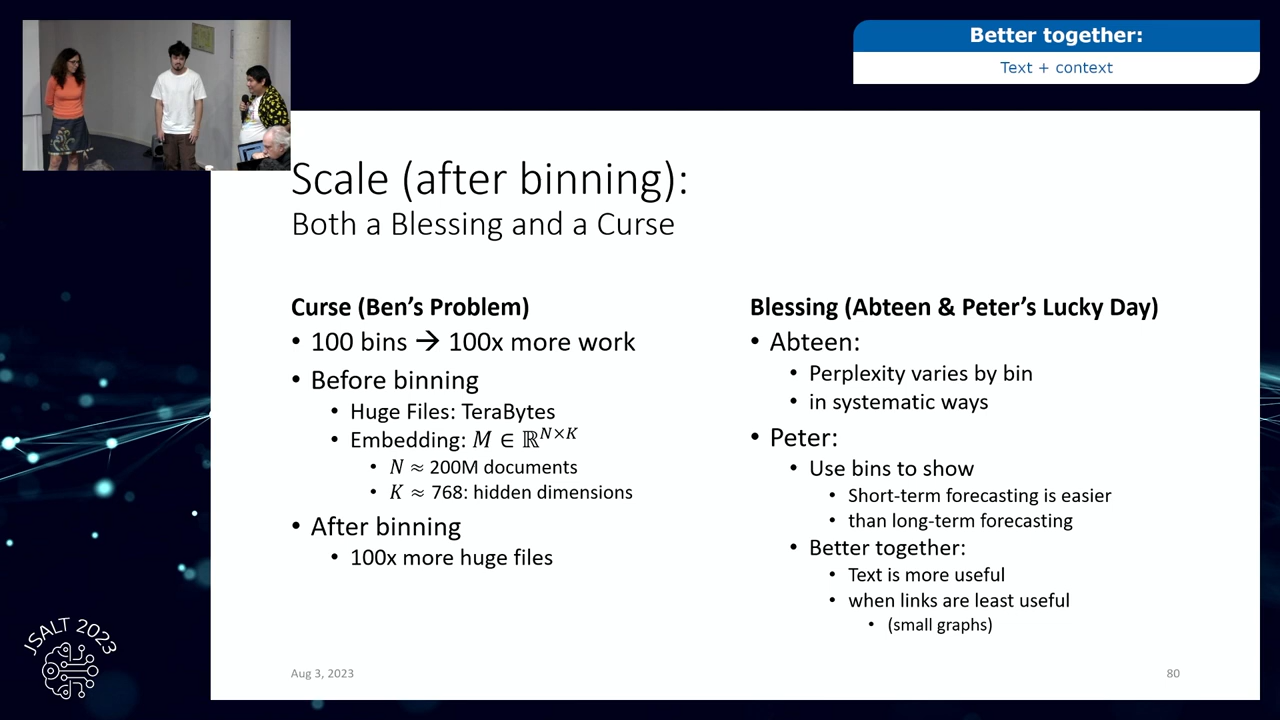 Better together:
Text + context
Scale (after binning):
Both a Blessing and a Curse
Curse (Ben's Problem)
• 100 bins → 100x more work
• Before binning
• Huge Files: TeraBytes
• Embedding: M ∈ ℝ^{N×K}
• N ≈ 200M documents
• K ≈ 768: hidden dimensions
• After binning
• 100x more huge files
Blessing (Abteen & Peter's Lucky Day)
• Abteen:
• Perplexity varies by bin
• in systematic ways
• Peter:
• Use bins to show
• Short-term forecasting is easier
• than long-term forecasting
• Better together:
• Text is more useful
• when links are least useful
• (small graphs)
JSALT 2023
Aug 3, 2023
80